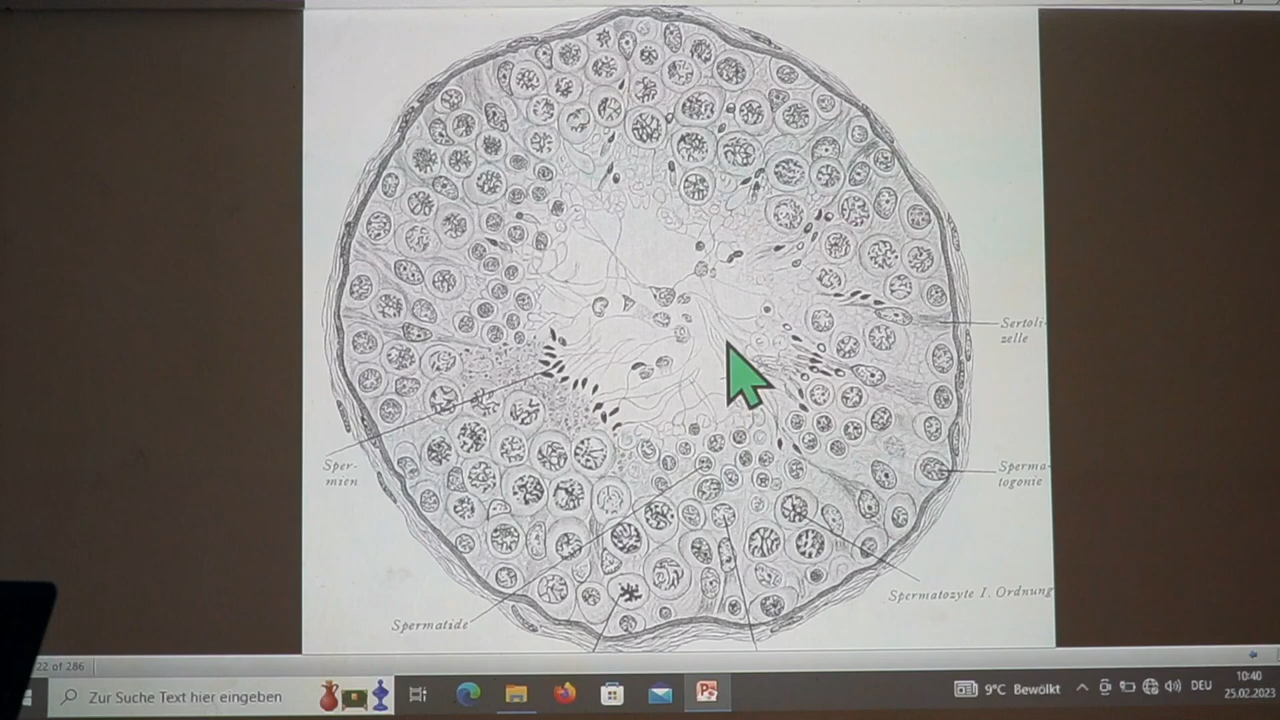 Sertoli-
zelle
Sper-
mien
Sperma-
togonie
Spermatozyte I. Ordnung
Spermatide
22 of 286
Zur Suche Text hier eingeben
9°C Bewölkt
DEU
10:40
25.02.2023